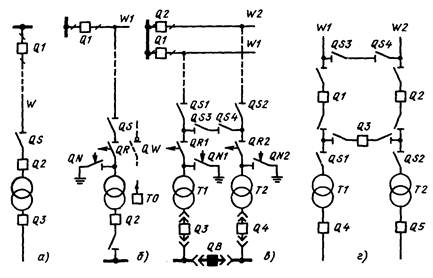 Q1
W
QS
Q2
Q3
а)
Q1
W1
QS
QR
QW
QN
TO
Q2
б)
Q2
W2
Q1
W1
QS1
QS2
QS3 QS4
QR1
QR2
QN1
QN2
T1
T2
Q3
Q4
QB
в)
W1
W2
QS3
QS4
Q1
Q2
Q3
QS1
QS2
T1
T2
Q4
Q5
г)